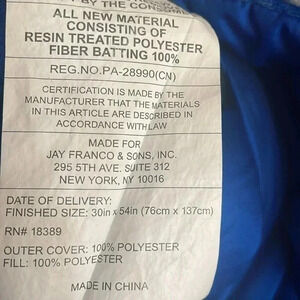 BY THE CONSUMER
ALL NEW MATERIAL
CONSISTING OF
RESIN TREATED POLYESTER
FIBER BATTING 100%
REG.NO.PA-28990(CN)
CERTIFICATION IS MADE BY THE
MANUFACTURER THAT THE MATERIALS
IN THIS ARTICLE ARE DESCRIBED IN
ACCORDANCE WITH LAW
MADE FOR
JAY FRANCO & SONS, INC.
295 5TH AVE. SUITE 312
NEW YORK, NY 10016
DATE OF DELIVERY:
FINISHED SIZE: 30in x 54in (76cm x 137cm)
RN# 18389
OUTER COVER: 100% POLYESTER
FILL: 100% POLYESTER
MADE IN CHINA